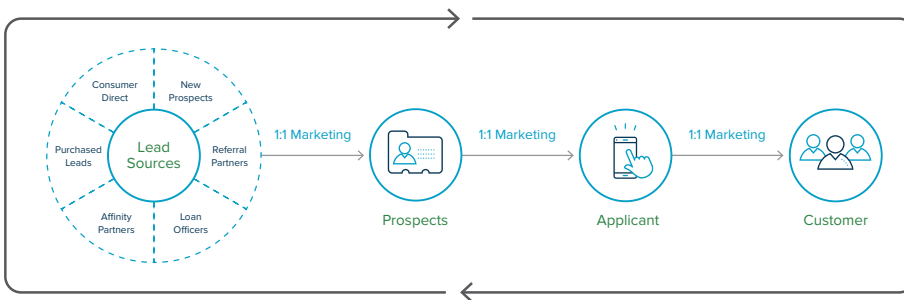 Consumer
Direct
New
Prospects
Purchased
Leads
Lead
Sources
Referral
Partners
Affinity
Partners
Loan
Officers
1:1 Marketing
1:1 Marketing
1:1 Marketing
Prospects
Applicant
Customer